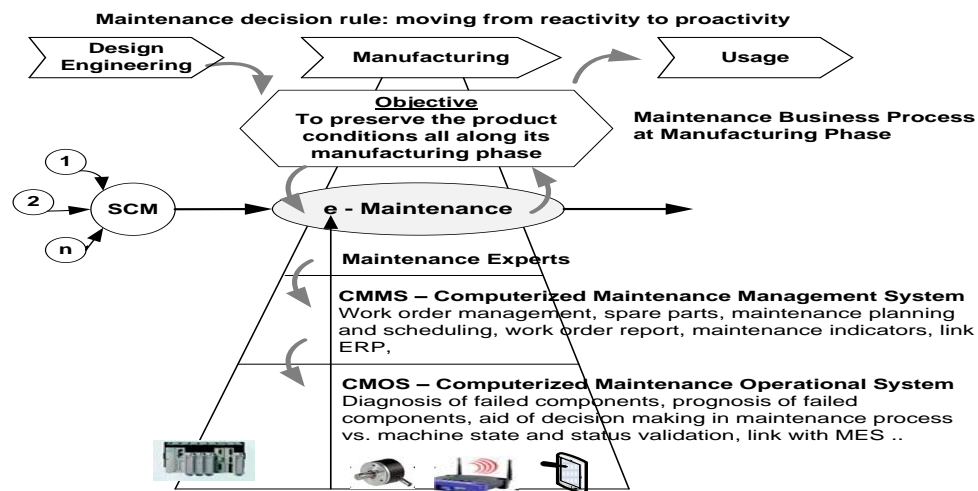 Maintenance decision rule: moving from reactivity to proactivity
Design
Engineering
Manufacturing
Usage
Objective
To preserve the product
conditions all along its
manufacturing phase
Maintenance Business Process
at Manufacturing Phase
1
2
n
SCM
e - Maintenance
Maintenance Experts
CMMS – Computerized Maintenance Management System
Work order management, spare parts, maintenance planning
and scheduling, work order report, maintenance indicators, link
ERP,
CMOS – Computerized Maintenance Operational System
Diagnosis of failed components, prognosis of failed
components, aid of decision making in maintenance process
vs. machine state and status validation, link with MES ..